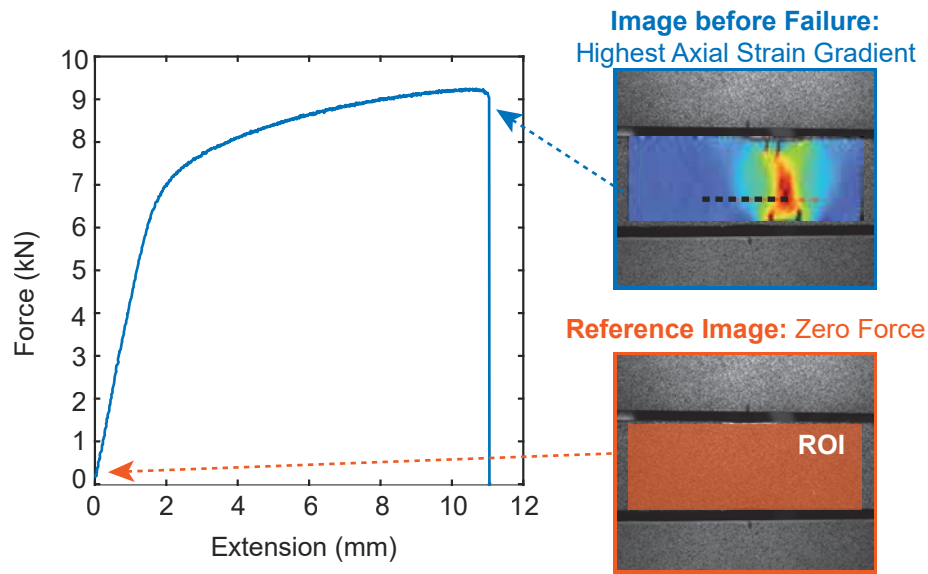 Image before Failure:
Highest Axial Strain Gradient
10
9
8
7
6
5
4
3
2
1
0
Force (kN)
0 2 4 6 8 10 12
Extension (mm)
Reference Image: Zero Force
ROI